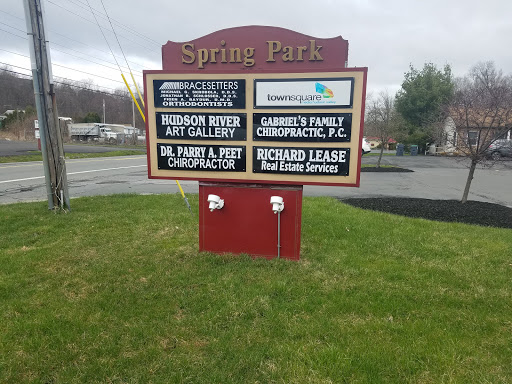 Spring Park
BRACESETTERS
ORTHODONTISTS
townsquare
HUDSON RIVER
ART GALLERY
GABRIEL'S FAMILY
CHIROPRACTIC, P.C.
DR. PARRY A. PEET
CHIROPRACTOR
RICHARD LEASE
Real Estate Services